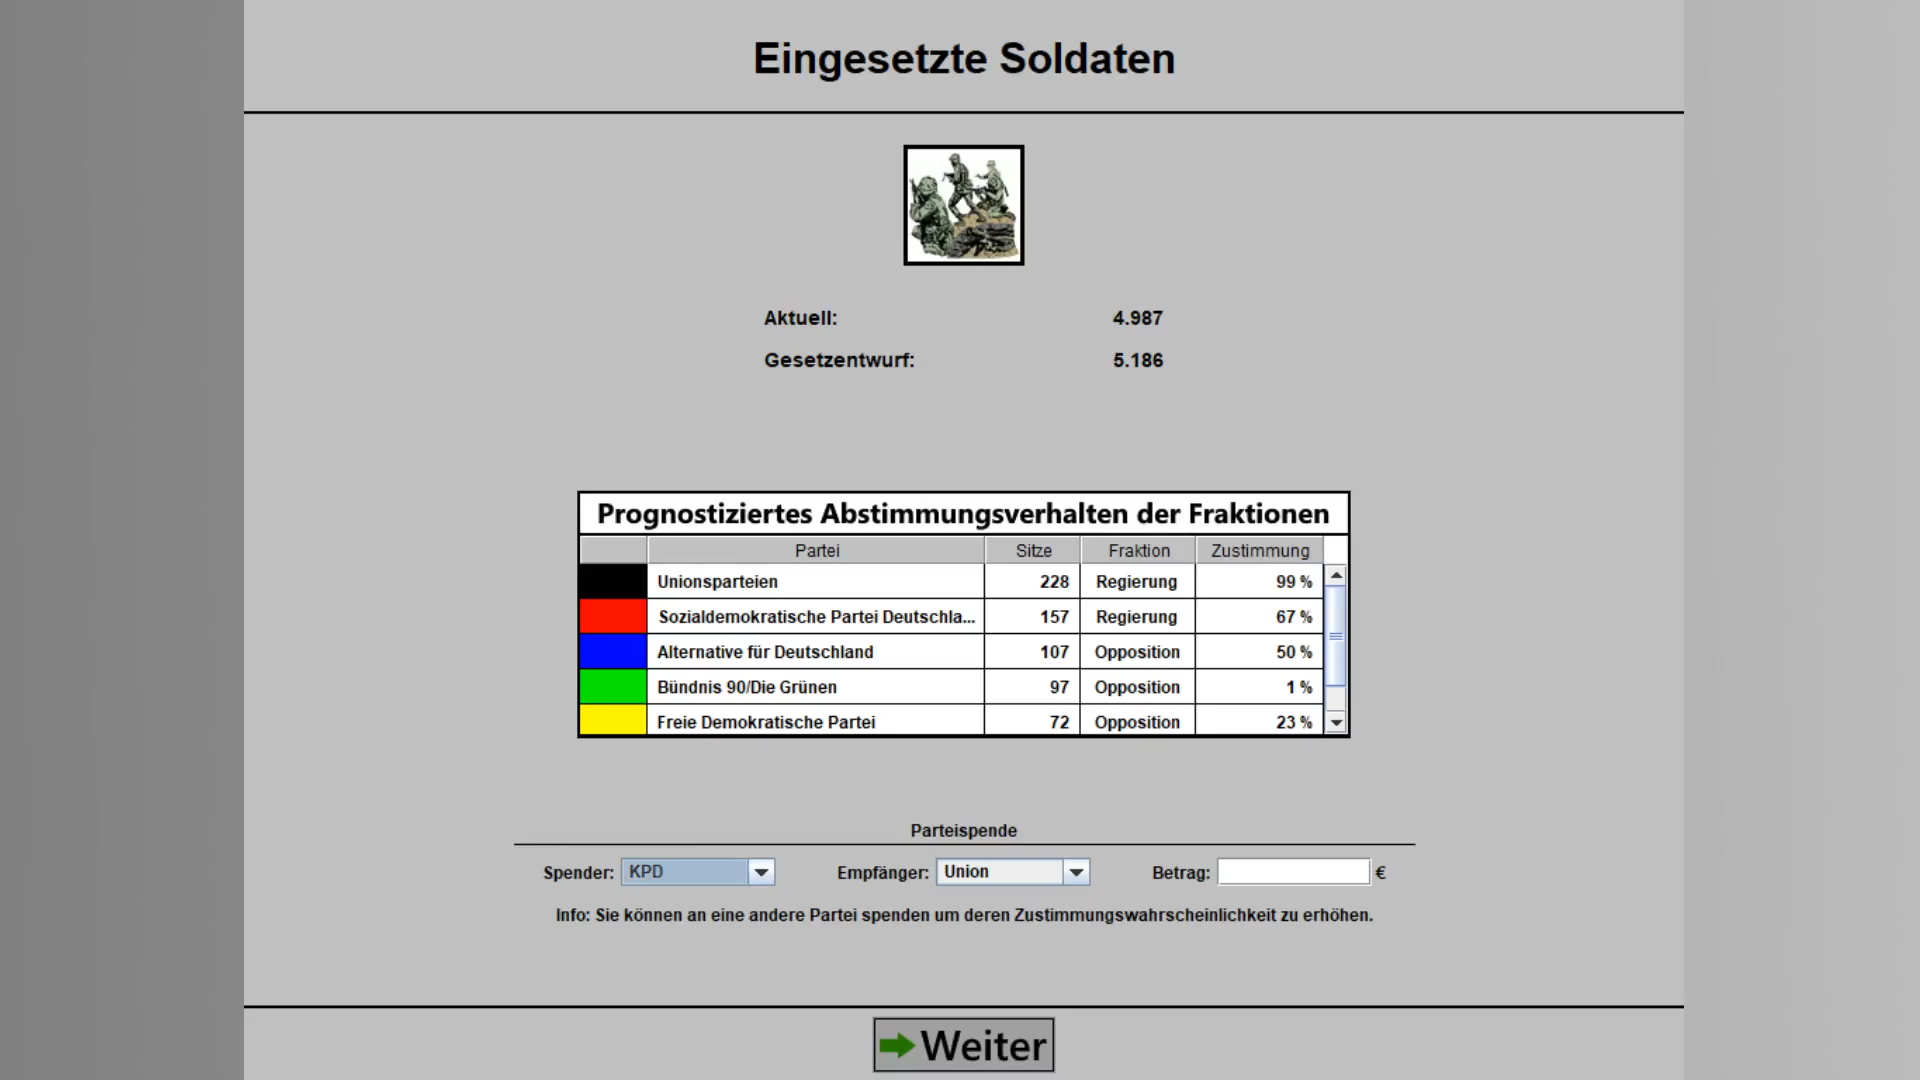 Eingesetzte Soldaten
Aktuell: 4.987
Gesetzentwurf: 5.186
Prognostiziertes Abstimmungsverhalten der Fraktionen
Partei Sitze Fraktion Zustimmung
Unionsparteien 228 Regierung 99 %
Sozialdemokratische Partei Deutschla... 157 Regierung 67 %
Alternative für Deutschland 107 Opposition 50 %
Bündnis 90/Die Grünen 97 Opposition 1 %
Freie Demokratische Partei 72 Opposition 23 %
Parteispende
Spender: KPD Empfänger: Union Betrag: €
Info: Sie können an eine andere Partei spenden um deren Zustimmungswahrscheinlichkeit zu erhöhen.
Weiter